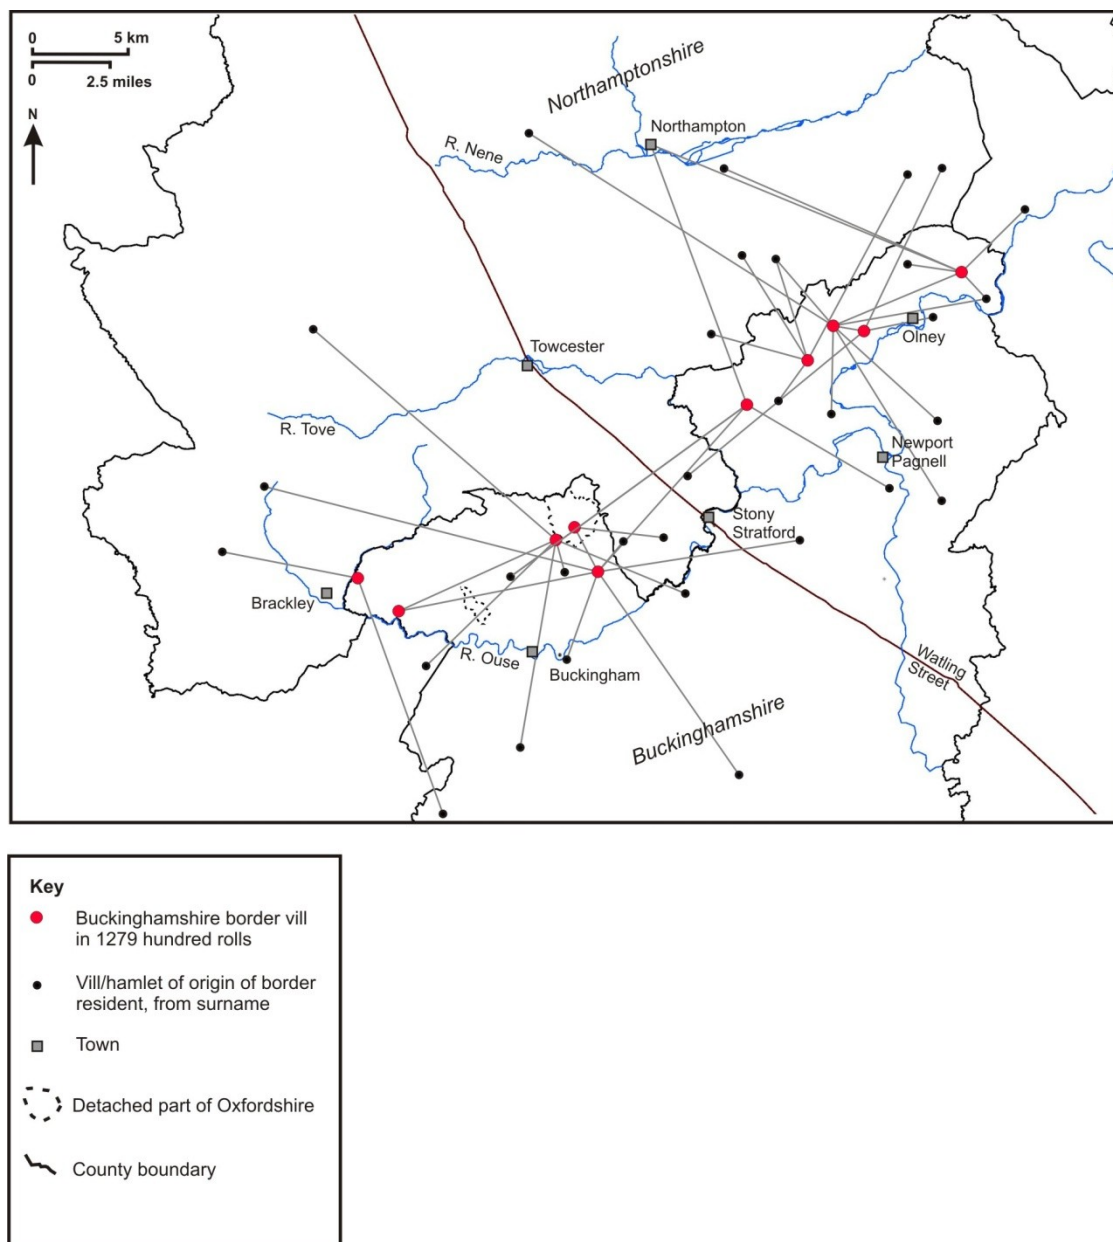 0 5 km
0 2.5 miles
N
Northamptonshire
Northampton
R. Nene
Olney
Towcester
R. Tove
Newport
Pagnell
Stony
Stratford
Brackley
R. Ouse
Buckingham
Watling
Street
Buckinghamshire
Key
Buckinghamshire border vill
in 1279 hundred rolls
Vill/hamlet of origin of border
resident, from surname
Town
Detached part of Oxfordshire
County boundary